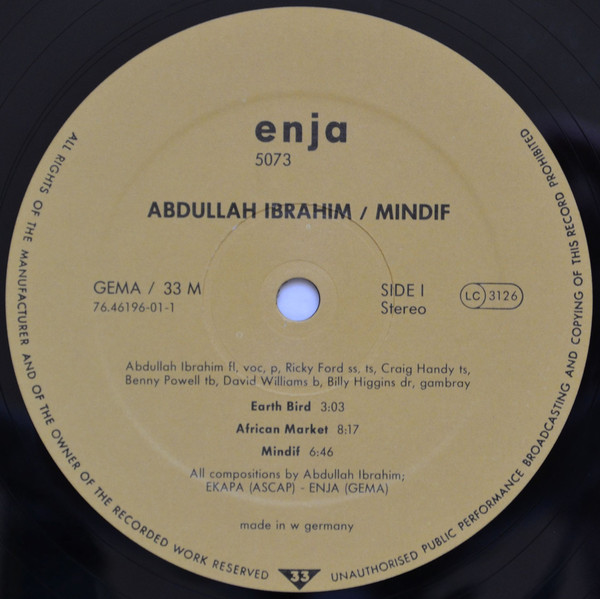 enja
5073
ABDULLAH IBRAHIM / MINDIF
GEMA / 33 M
76.46196-01-1
SIDE I
Stereo
LC 3126
Abdullah Ibrahim fl, voc, p, Ricky Ford ss, ts, Craig Handy ts,
Benny Powell tb, David Williams b, Billy Higgins dr, gambray
Earth Bird 3:03
African Market 8:17
Mindif 6:46
All compositions by Abdullah Ibrahim;
EKAPA (ASCAP) - ENJA (GEMA)
made in w germany
ALL RIGHTS OF THE MANUFACTURER AND OF THE OWNER OF THE RECORDED WORK RESERVED
33
UNAUTHORISED PUBLIC PERFORMANCE BROADCASTING AND COPYING OF THIS RECORD PROHIBITED